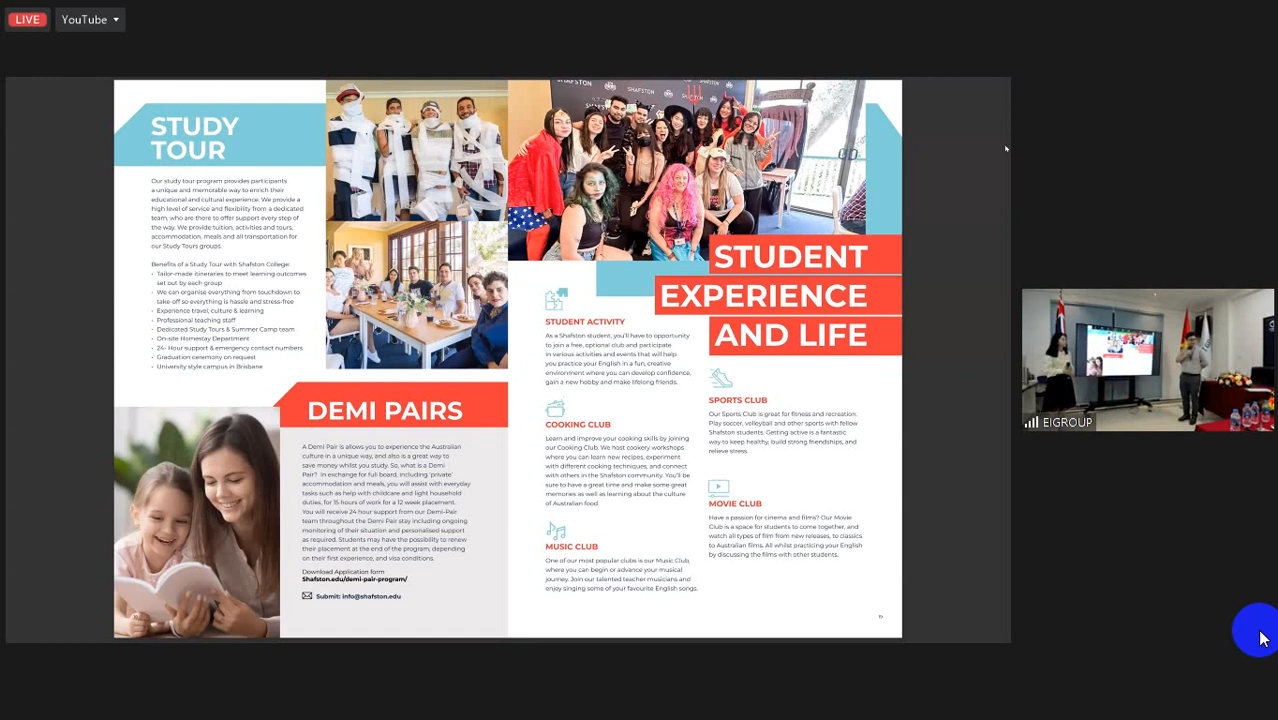 LIVE
YouTube
STUDY
TOUR
Our study tour program provides participants
a unique and memorable way to enrich their
educational and cultural experience. We provide a
high level of service and flexibility from a dedicated
team, who are there to offer support every step of
the way. We provide tuition, activities and tours,
accommodation, meals and all transportation for
our Study Tours groups.
Benefits of a Study Tour with Shafston College:
• Tailor-made itineraries to meet learning outcomes
set out by each group
• We can organise everything from touchdown to
take-off so everything is hassle and stress-free
• Experience travel, culture & learning
• Professional teaching staff
• Dedicated Study Tours & Summer Camp team
• On-site Homestay Department
• 24- Hour support & emergency contact numbers
• Graduation ceremony on request
• University style campus in Brisbane
DEMI PAIRS
A Demi Pair is allows you to experience the Australian
culture in a unique way, and also is a great way to
save money whilst you study. So, what is a Demi
Pair? In exchange for full board, including 'private'
accommodation and meals, you will assist with everyday
tasks such as help with childcare and light household
duties, for 15 hours of work for a 12 week placement.
You will receive 24 hour support from our Demi-Pair
team throughout the Demi Pair stay including ongoing
monitoring of their situation and personalised support
as required. Students may have the possibility to renew
their placement at the end of the program, depending
on their first experience, and visa conditions.
Download Application form
Shafston.edu/demi-pair-program/
Submit: info@shafston.edu
SHAFSTON
STUDENT
EXPERIENCE
AND LIFE
STUDENT ACTIVITY
As a Shafston student, you'll have to opportunity
to join a free, optional club and participate
in various activities and events that will help
you practice your English in a fun, creative
environment where you can develop confidence,
gain a new hobby and make lifelong friends.
COOKING CLUB
Learn and improve your cooking skills by joining
our Cooking Club. We host cookery workshops
where you can learn new recipes, experiment
with different cooking techniques, and connect
with others in the Shafston community. You'll be
sure to have a great time and make some great
memories as well as learning about the culture
of Australian food.
MUSIC CLUB
One of our most popular clubs is our Music Club,
where you can begin or advance your musical
journey. Join our talented teacher musicians and
enjoy singing some of your favourite English songs.
SPORTS CLUB
Our Sports Club is great for fitness and recreation.
Play soccer, volleyball and other sports with fellow
Shafston students. Getting active is a fantastic
way to keep healthy, build strong friendships, and
relieve stress.
MOVIE CLUB
Have a passion for cinema and films? Our Movie
Club is a space for students to come together, and
watch all types of film from new releases, to classics
to Australian films. All whilst practicing your English
by discussing the films with other students.
19
EIGROUP